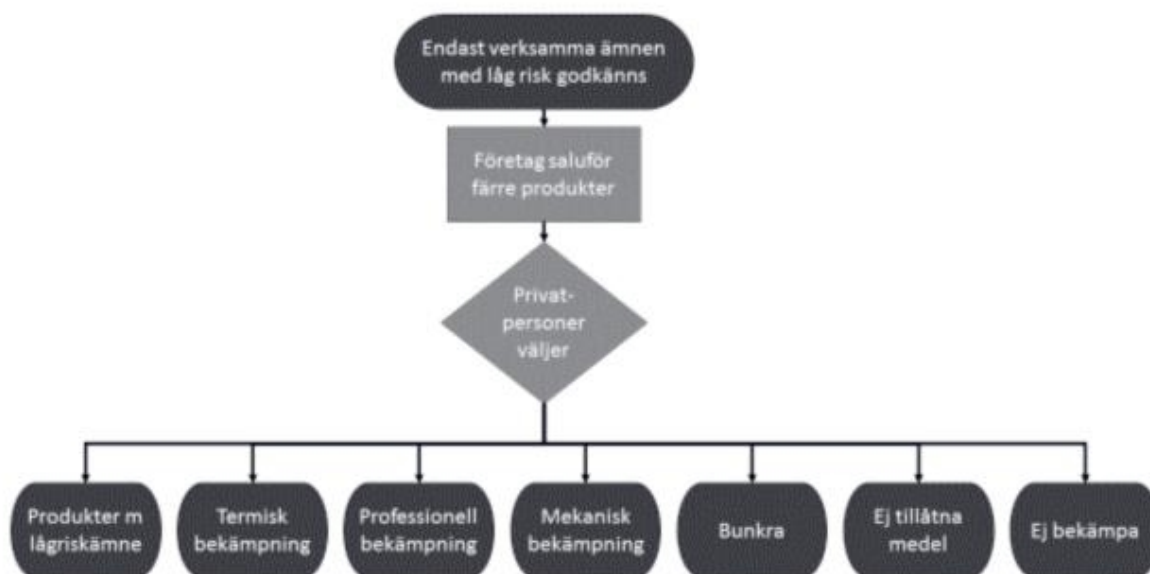 Endast verksamma ämnen
med låg risk godkänns
Företag saluför
färre produkter
Privat-
personer
väljer
Produkter m
lågriskämne
Termisk
bekämpning
Professionell
bekämpning
Mekanisk
bekämpning
Bunkra
Ej tillåtna
medel
Ej bekämpa